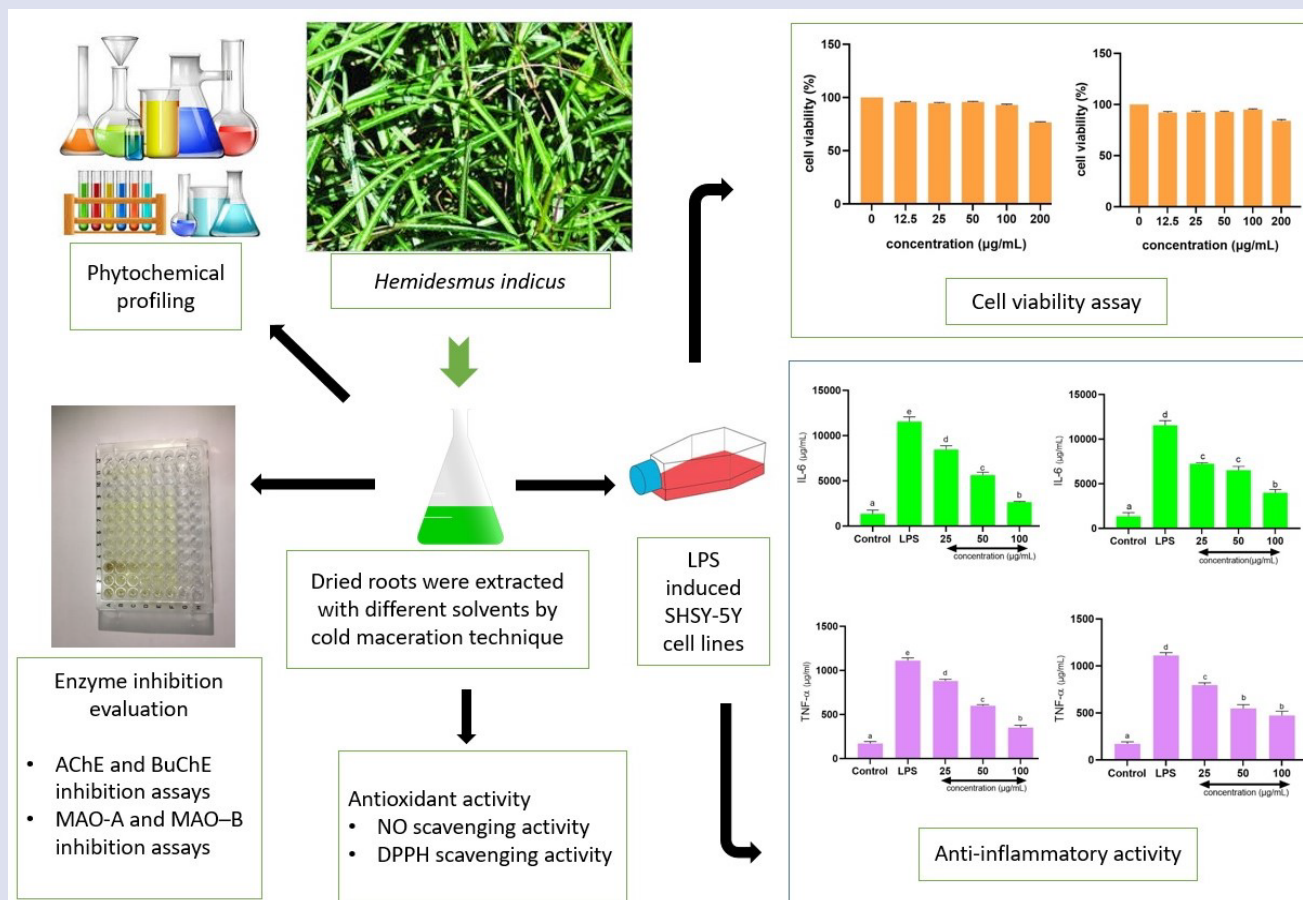 Phytochemical
profiling
Hemidesmus indicus
150
100
50
0
cell viability (%)
0 12.5 25 50 100 200
concentration (µg/mL)
150
100
50
0
cell viability (%)
0 12.5 25 50 100 200
concentration (µg/mL)
Cell viability assay
Dried roots were extracted
with different solvents by
cold maceration technique
LPS
induced
SHSY-5Y
cell lines
Enzyme inhibition
evaluation
• AChE and BuChE
inhibition assays
• MAO-A and MAO–B
inhibition assays
Antioxidant activity
• NO scavenging activity
• DPPH scavenging activity
15000
10000
5000
0
IL-6 (µg/mL)
a e d c b
Control LPS 25 50 100
concentration (µg/mL)
15000
10000
5000
0
IL-6 (µg/mL)
a d c c b
Control LPS 25 50 100
concentration (µg/mL)
1500
1000
500
0
TNF-α (µg/ml)
a e d c b
Control LPS 25 50 100
concentration (µg/mL)
1500
1000
500
0
TNF-α (µg/mL)
a d c b b
Control LPS 25 50 100
concentration (µg/mL)
Anti-inflammatory activity